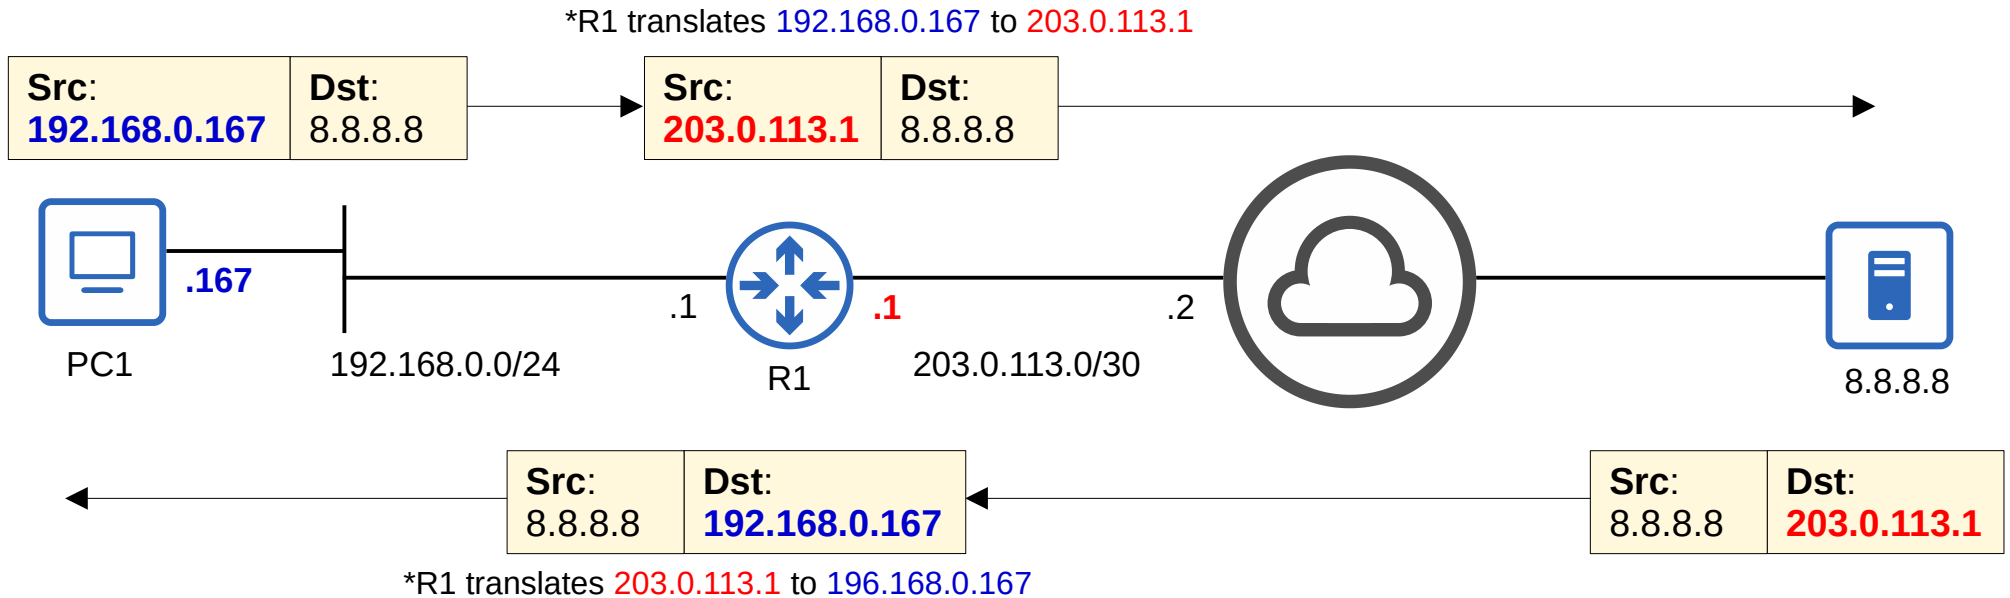 *R1 translates 192.168.0.167 to 203.0.113.1
Src:
192.168.0.167
Dst:
8.8.8.8
Src:
203.0.113.1
Dst:
8.8.8.8
.167
.1
.1
.2
PC1
192.168.0.0/24
R1
203.0.113.0/30
8.8.8.8
Src:
8.8.8.8
Dst:
192.168.0.167
Src:
8.8.8.8
Dst:
203.0.113.1
*R1 translates 203.0.113.1 to 196.168.0.167